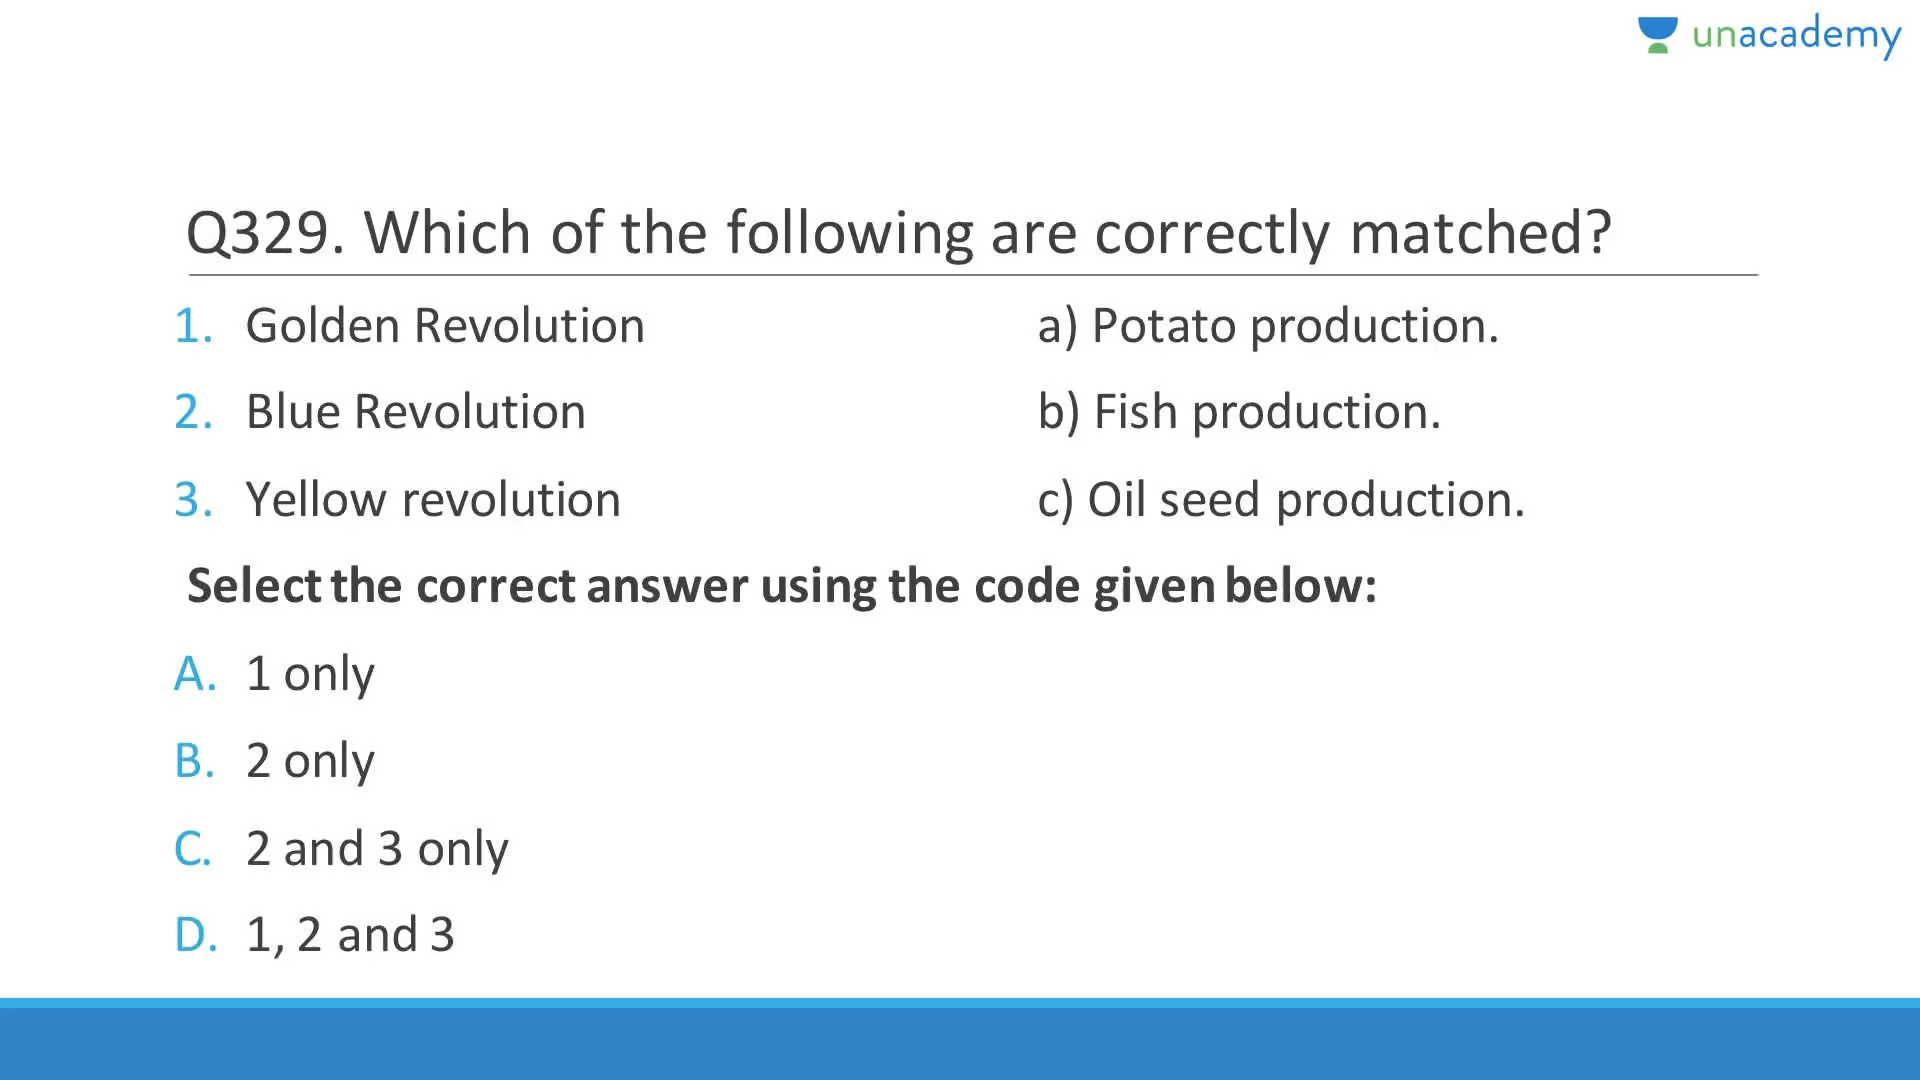 unacademy
Q329. Which of the following are correctly matched?
1. Golden Revolution a) Potato production.
2. Blue Revolution b) Fish production.
3. Yellow revolution c) Oil seed production.
Select the correct answer using the code given below:
A. 1 only
B. 2 only
C. 2 and 3 only
D. 1, 2 and 3